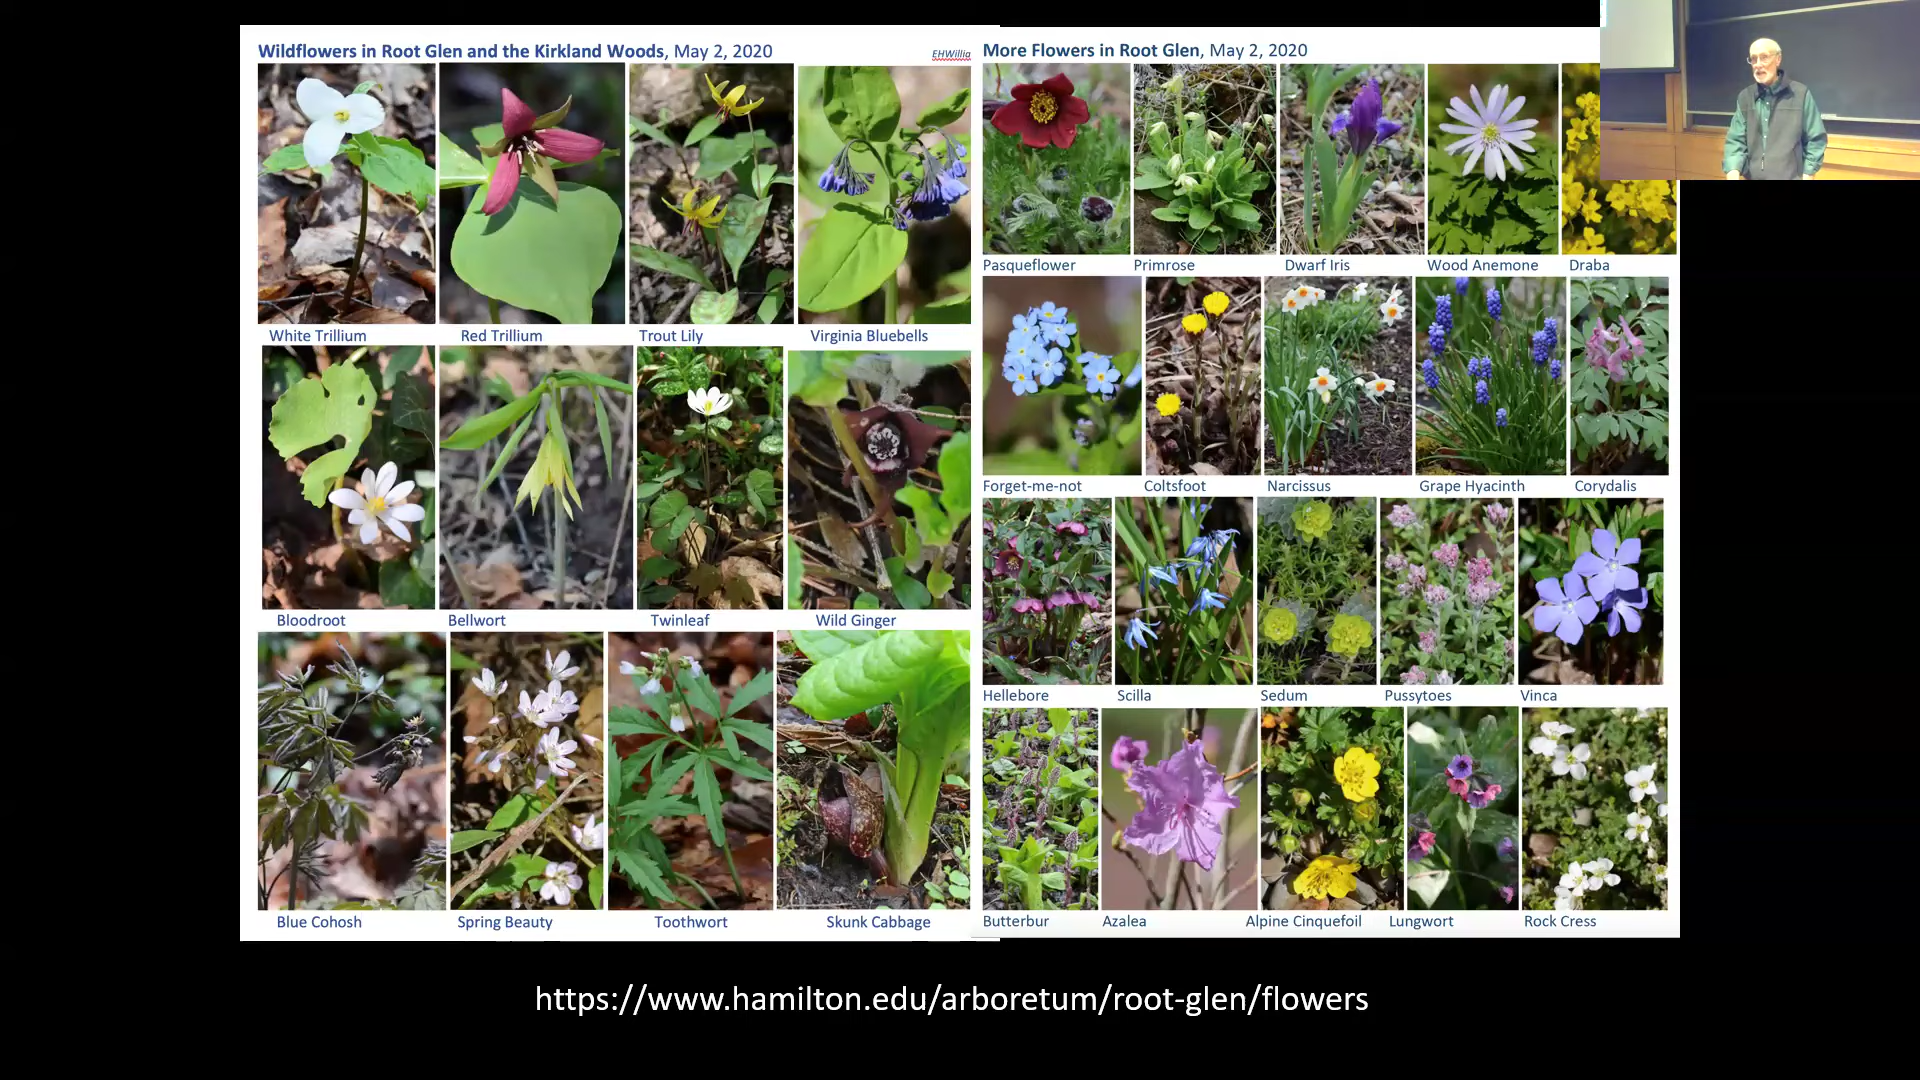 Wildflowers in Root Glen and the Kirkland Woods, May 2, 2020
EHWillia
White Trillium Red Trillium Trout Lily Virginia Bluebells
Bloodroot Bellwort Twinleaf Wild Ginger
Blue Cohosh Spring Beauty Toothwort Skunk Cabbage
More Flowers in Root Glen, May 2, 2020
Pasqueflower Primrose Dwarf Iris Wood Anemone Draba
Forget-me-not Coltsfoot Narcissus Grape Hyacinth Corydalis
Hellebore Scilla Sedum Pussytoes Vinca
Butterbur Azalea Alpine Cinquefoil Lungwort Rock Cress
https://www.hamilton.edu/arboretum/root-glen/flowers